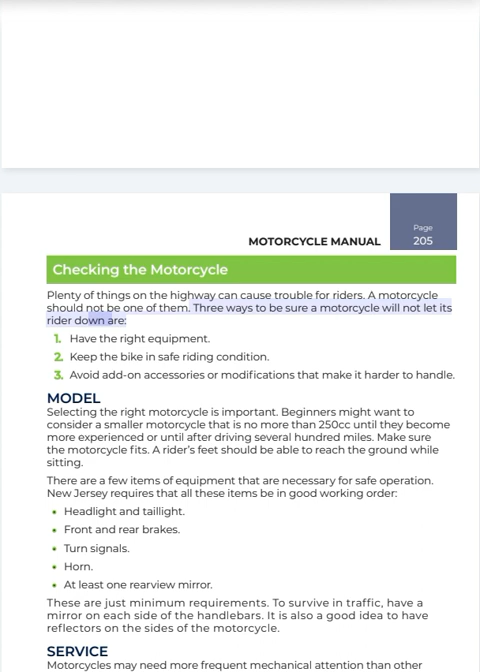 Page
MOTORCYCLE MANUAL 205
Checking the Motorcycle
Plenty of things on the highway can cause trouble for riders. A motorcycle
should not be one of them. Three ways to be sure a motorcycle will not let its
rider down are:
1. Have the right equipment.
2. Keep the bike in safe riding condition.
3. Avoid add-on accessories or modifications that make it harder to handle.
MODEL
Selecting the right motorcycle is important. Beginners might want to
consider a smaller motorcycle that is no more than 250cc until they become
more experienced or until after driving several hundred miles. Make sure
the motorcycle fits. A rider's feet should be able to reach the ground while
sitting.
There are a few items of equipment that are necessary for safe operation.
New Jersey requires that all these items be in good working order:
• Headlight and taillight.
• Front and rear brakes.
• Turn signals.
• Horn.
• At least one rearview mirror.
These are just minimum requirements. To survive in traffic, have a
mirror on each side of the handlebars. It is also a good idea to have
reflectors on the sides of the motorcycle.
SERVICE
Motorcycles may need more frequent mechanical attention than other